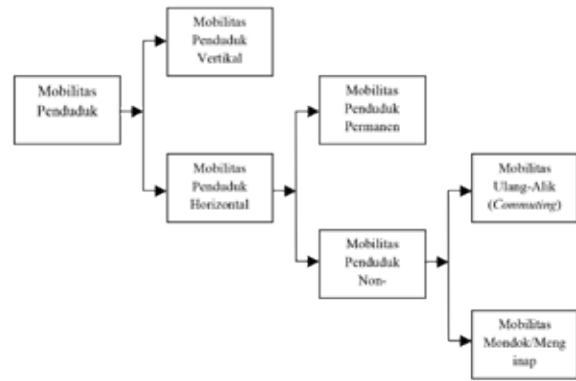 Mobilitas
Penduduk
Mobilitas
Penduduk
Vertikal
Mobilitas
Penduduk
Horizontal
Mobilitas
Penduduk
Permanen
Mobilitas
Penduduk
Non-
Mobilitas
Ulang-Alik
(Commuting)
Mobilitas
Mondok/Meng
inap